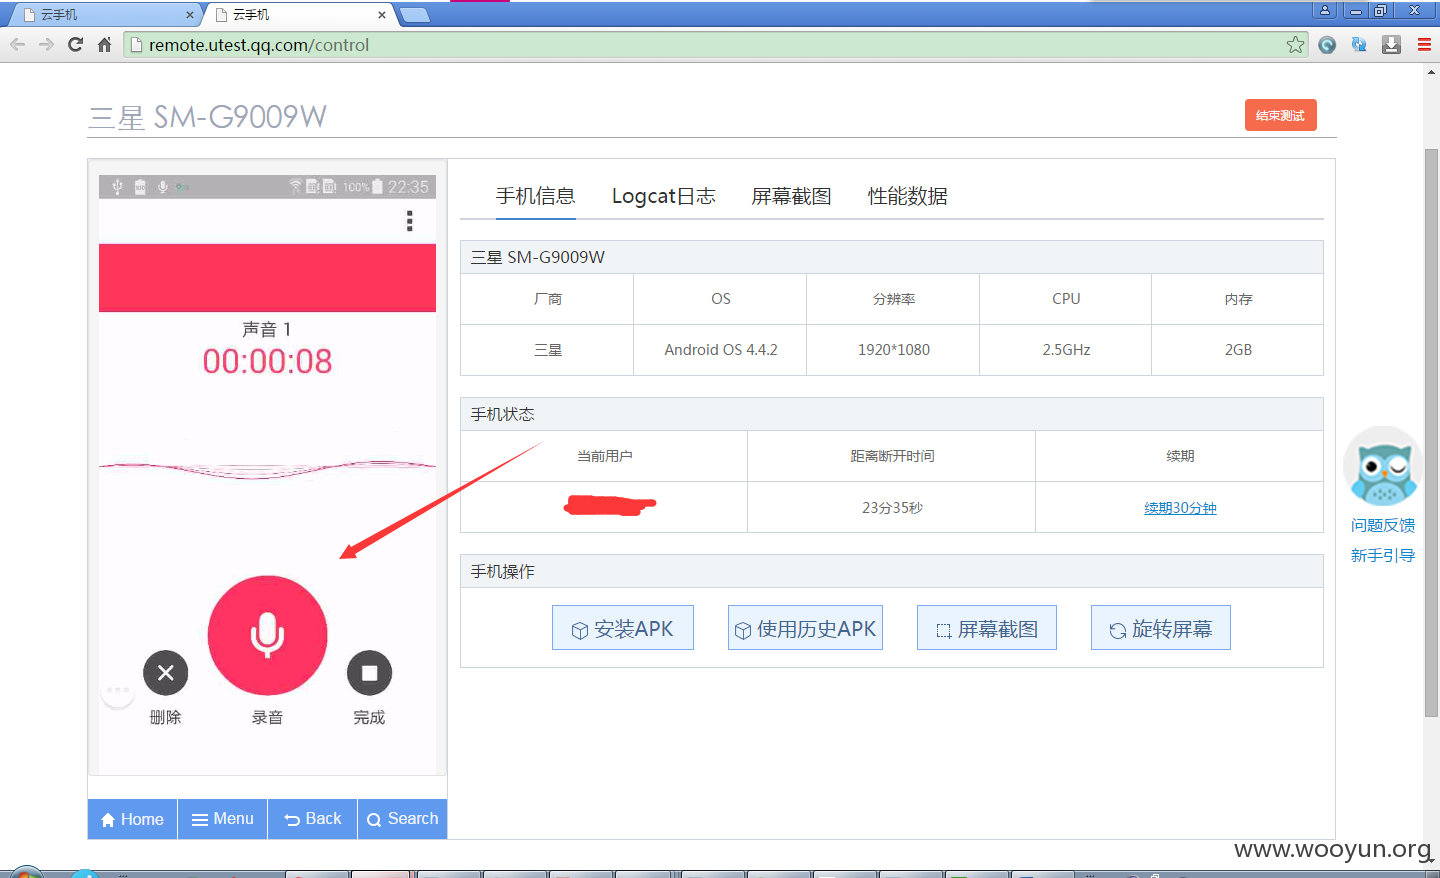 云手机
云手机
remote.utest.qq.com/control
三星 SM-G9009W
结束测试
100% 22:35
声音 1
00:00:08
删除
录音
完成
Home
Menu
Back
Search
手机信息
Logcat日志
屏幕截图
性能数据
三星 SM-G9009W
厂商 OS 分辨率 CPU 内存
三星 Android OS 4.4.2 1920*1080 2.5GHz 2GB
手机状态
当前用户 距离断开时间 续期
23分35秒 续期30分钟
手机操作
安装APK
使用历史APK
屏幕截图
旋转屏幕
问题反馈
新手引导
www.wooyun.org